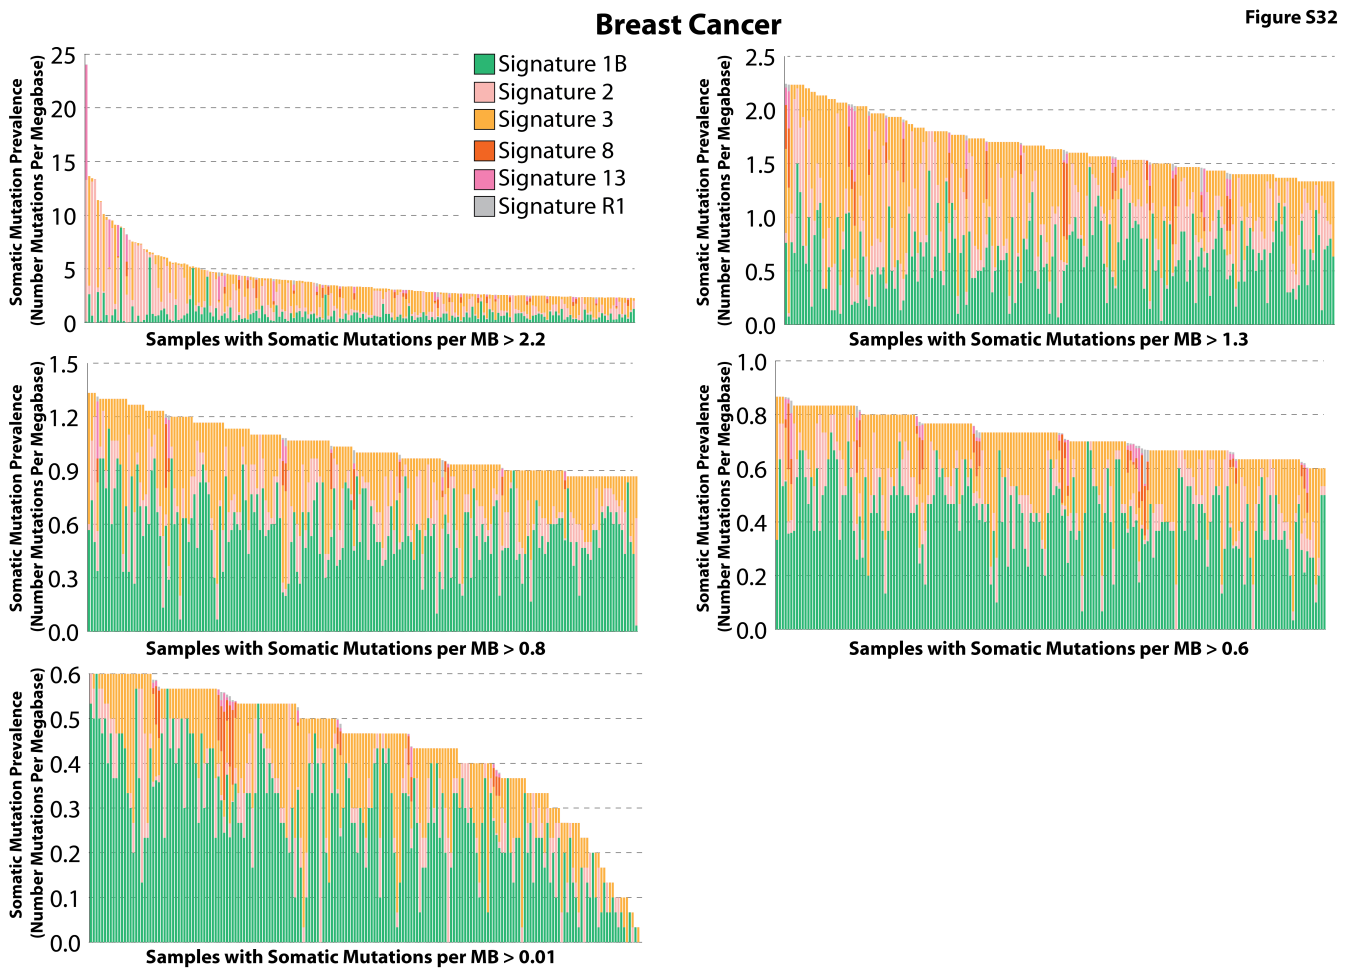 Breast Cancer
Figure S32
Somatic Mutation Prevalence
(Number Mutations Per Megabase)
25
20
15
10
5
0
Signature 1B
Signature 2
Signature 3
Signature 8
Signature 13
Signature R1
Samples with Somatic Mutations per MB > 2.2
Somatic Mutation Prevalence
(Number Mutations Per Megabase)
2.5
2.0
1.5
1.0
0.5
0.0
Samples with Somatic Mutations per MB > 1.3
Somatic Mutation Prevalence
(Number Mutations Per Megabase)
1.5
1.2
0.9
0.6
0.3
0.0
Samples with Somatic Mutations per MB > 0.8
Somatic Mutation Prevalence
(Number Mutations Per Megabase)
1.0
0.8
0.6
0.4
0.2
0.0
Samples with Somatic Mutations per MB > 0.6
Somatic Mutation Prevalence
(Number Mutations Per Megabase)
0.6
0.5
0.4
0.3
0.2
0.1
0.0
Samples with Somatic Mutations per MB > 0.01